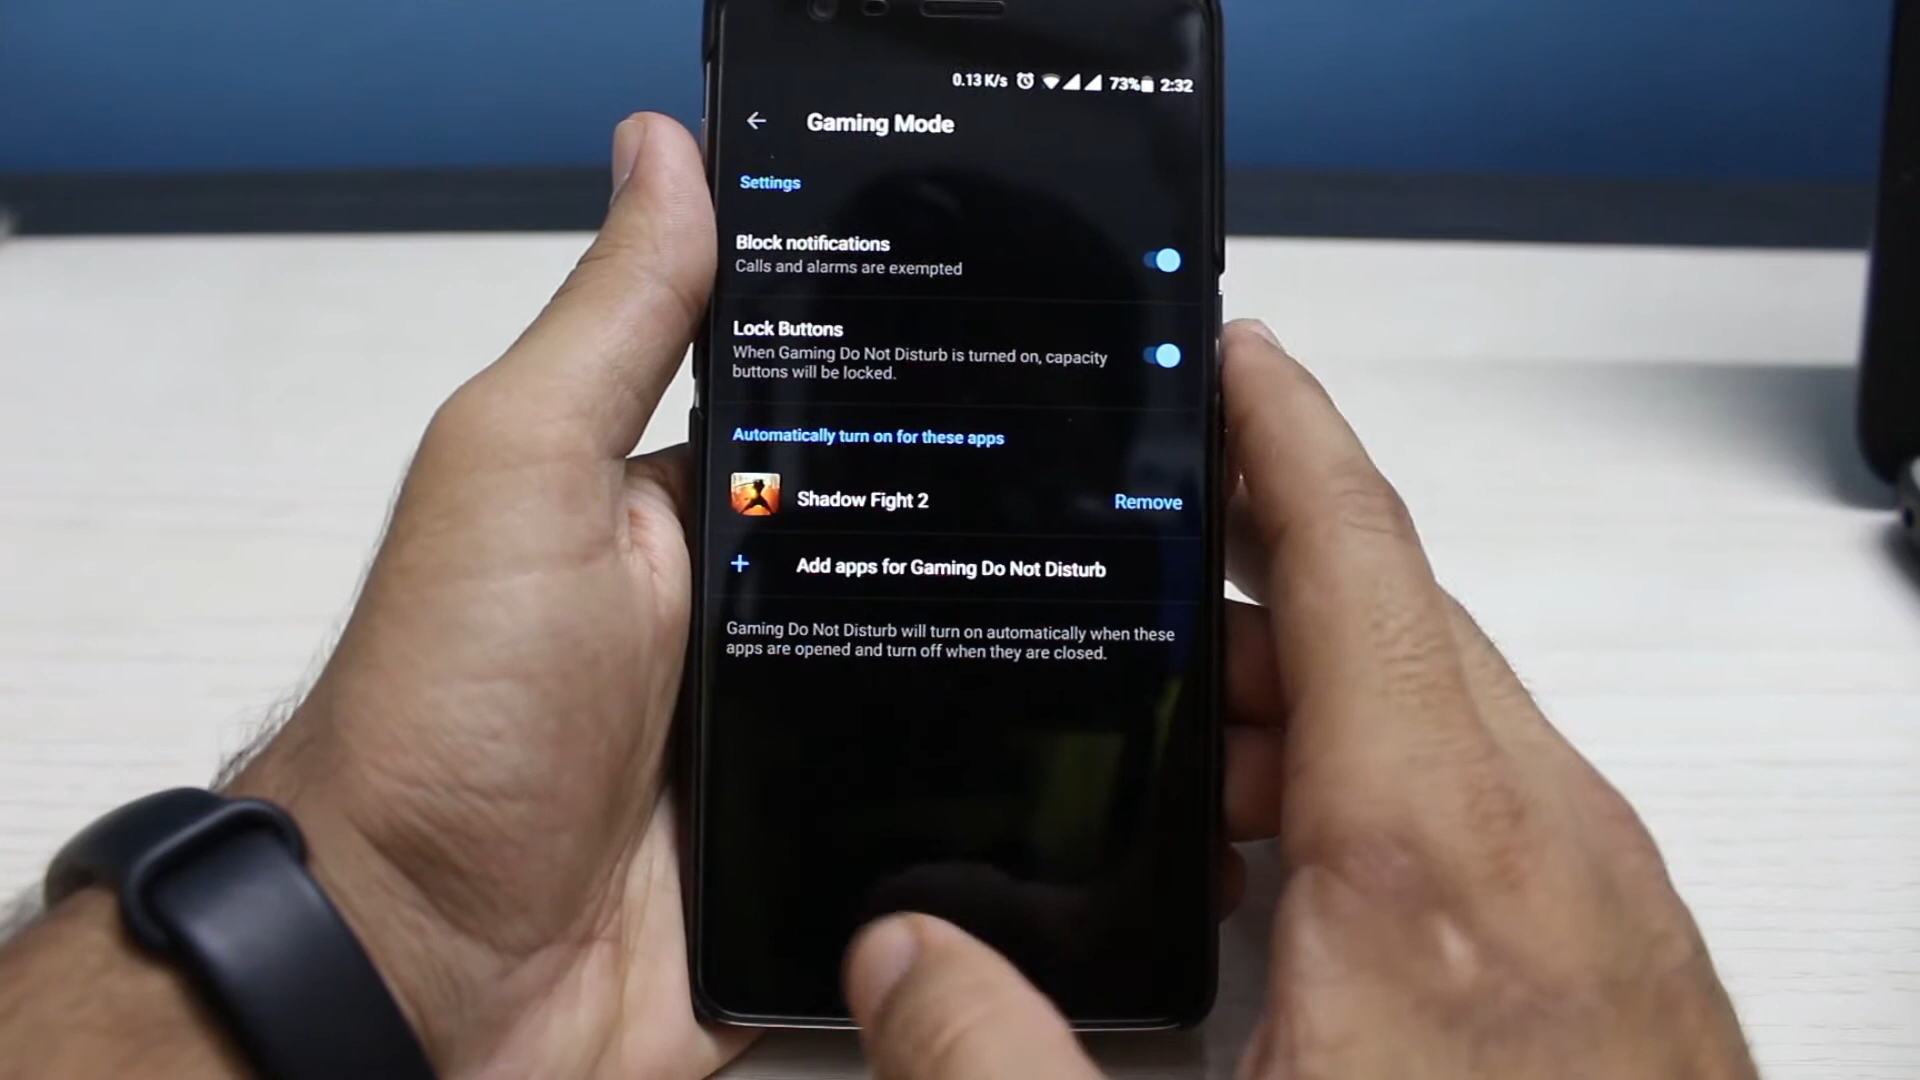 0.13 K/s 73% 2:32
Gaming Mode
Settings
Block notifications
Calls and alarms are exempted
Lock Buttons
When Gaming Do Not Disturb is turned on, capacity
buttons will be locked.
Automatically turn on for these apps
Shadow Fight 2 Remove
+ Add apps for Gaming Do Not Disturb
Gaming Do Not Disturb will turn on automatically when these
apps are opened and turn off when they are closed.